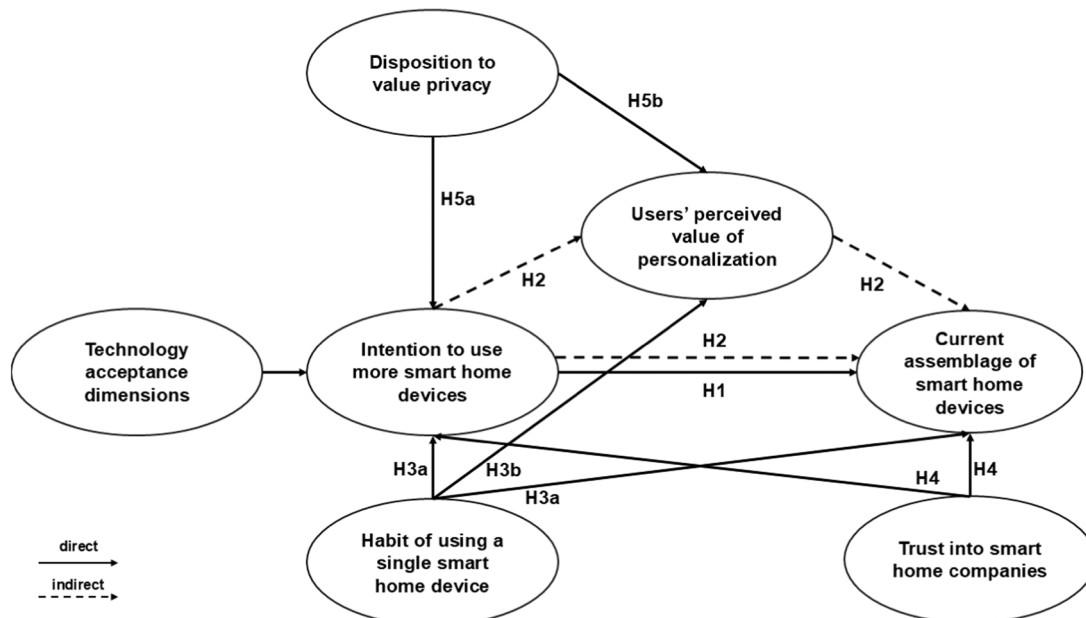 Disposition to
value privacy
H5b
H5a
Users' perceived
value of
personalization
H2
H2
Technology
acceptance
dimensions
Intention to use
more smart home
devices
H2
H1
Current
assemblage of
smart home
devices
H3a
H3b
H3a
H4
H4
Habit of using a
single smart
home device
Trust into smart
home companies
direct
indirect